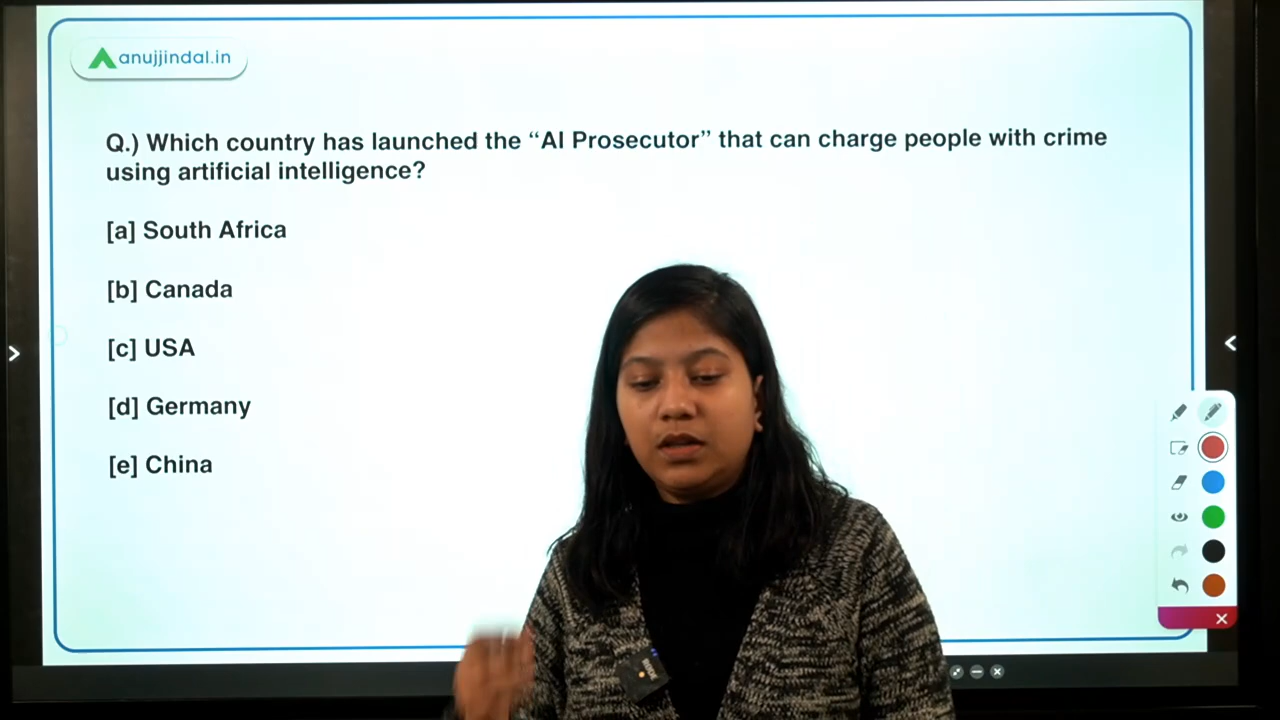 anujjindal.in
Q.) Which country has launched the “AI Prosecutor” that can charge people with crime
using artificial intelligence?
[a] South Africa
[b] Canada
[c] USA
[d] Germany
[e] China